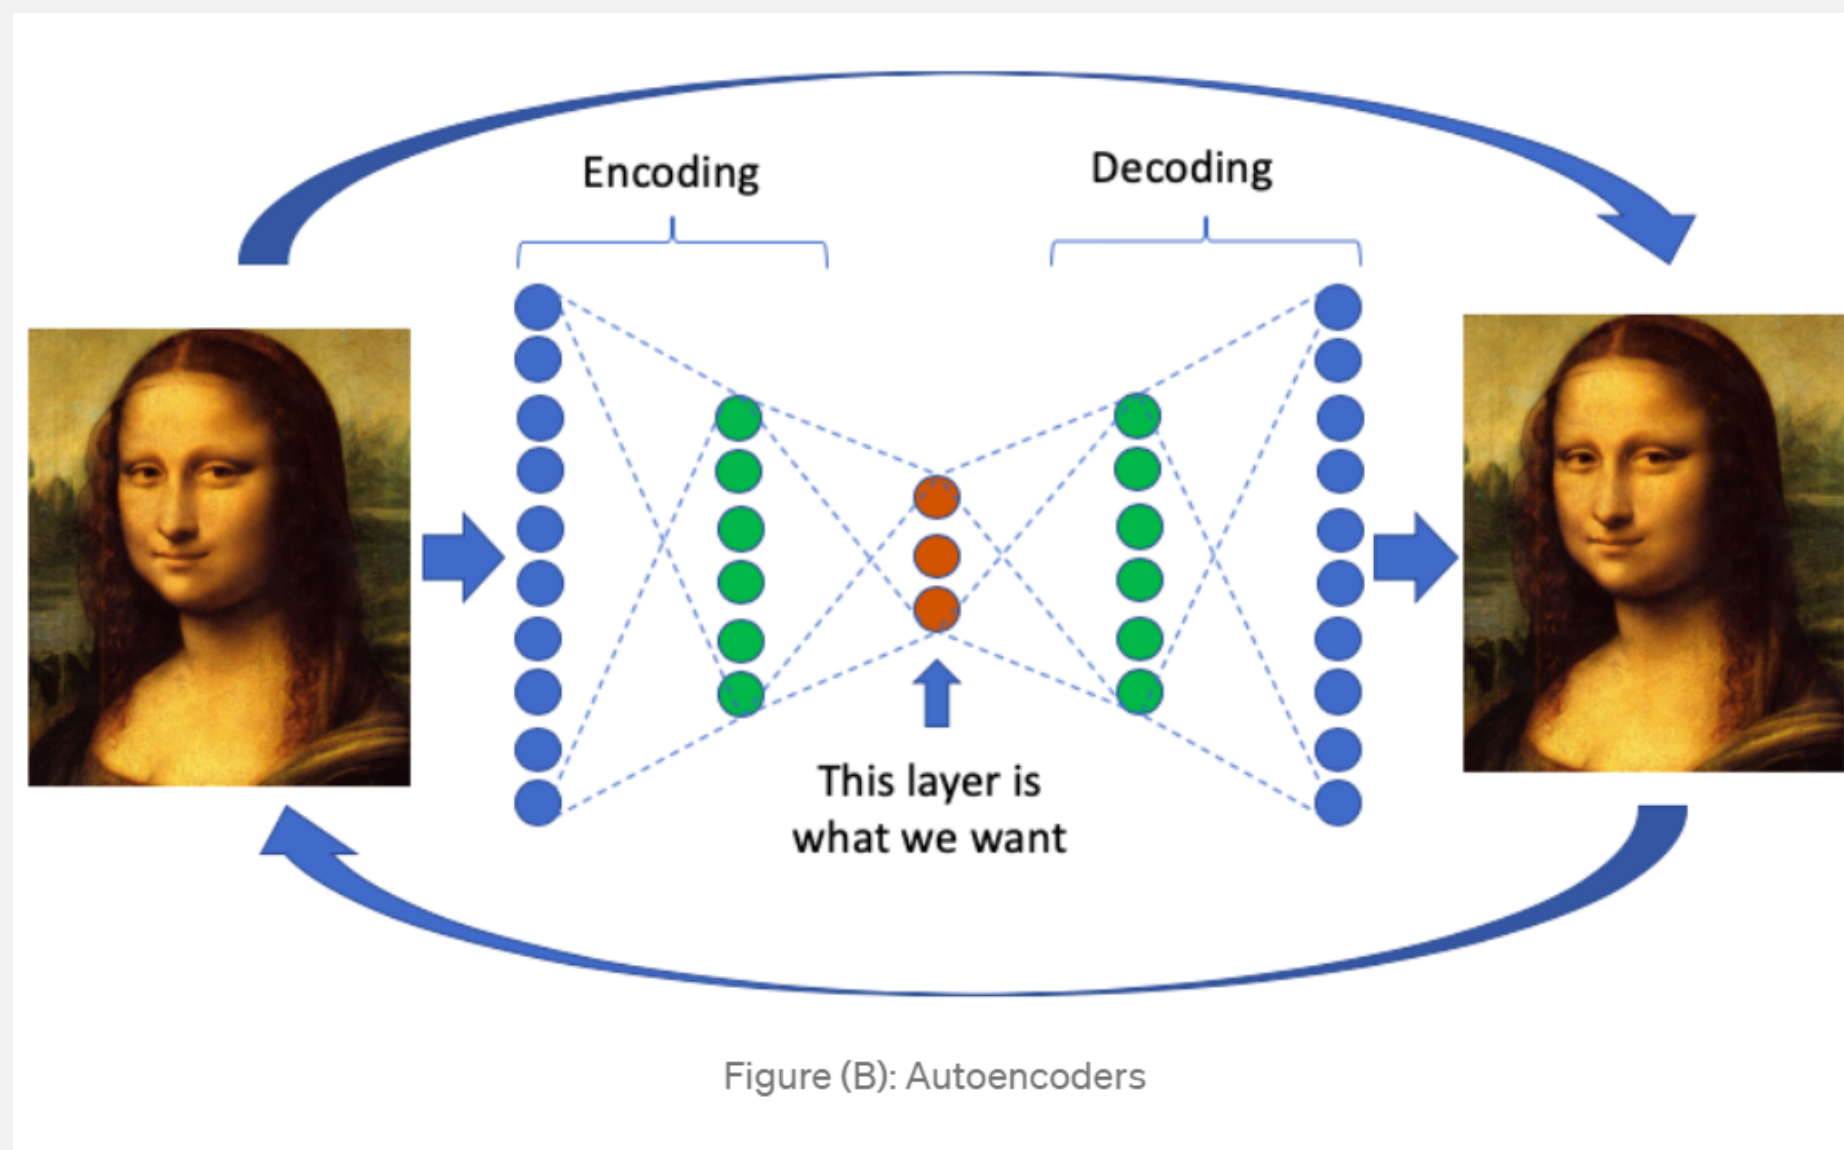 Encoding
Decoding
This layer is
what we want
Figure (B): Autoencoders